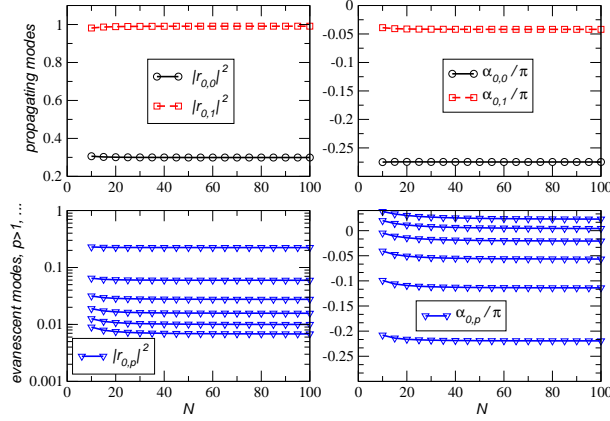 1
0.8
0.6
0.4
0.2
0 20 40 60 80 100
propagating modes
|r0,0|²
|r0,1|²
0
-0.05
-0.1
-0.15
-0.2
-0.25
0 20 40 60 80 100
α0,0/π
α0,1/π
1
0.1
0.01
0.001
0 20 40 60 80 100
N
evanescent modes, p>1, ...
|r0,p|²
0
-0.05
-0.1
-0.15
-0.2
-0.25
0 20 40 60 80 100
N
α0,p/π